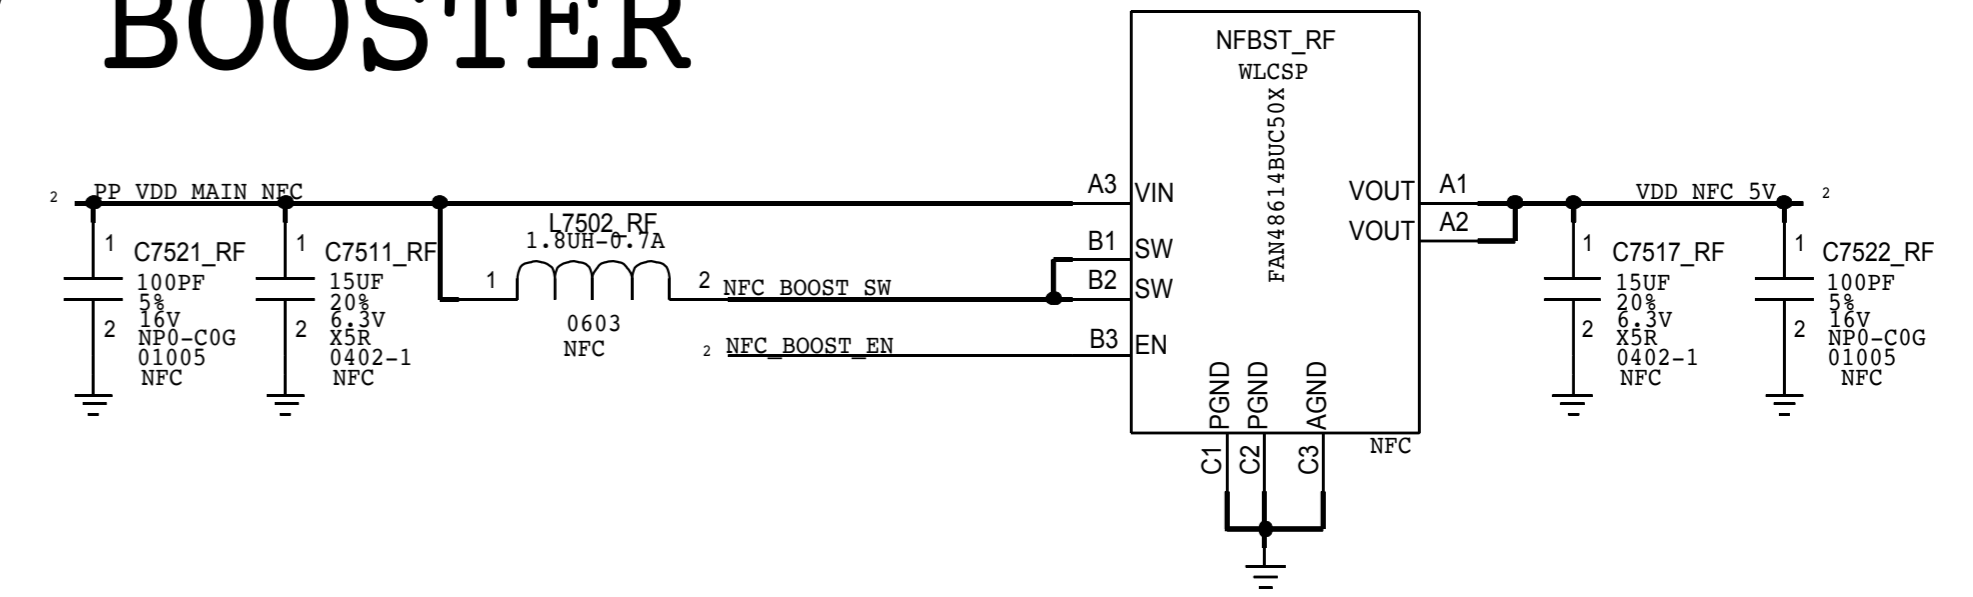 BOOSTER
NFBST_RF
WLCSP
FAN48614BUC50X
2
PP_VDD_MAIN_NFC
A3
VIN
VOUT
A1
VDD_NFC_5V
2
A2
VOUT
L7502_RF
1.8UH-0.7A
B1
SW
1
2
NFC_BOOST_SW
B2
SW
0603
NFC
2
NFC_BOOST_EN
B3
EN
1
C7521_RF
100PF
5%
16V
2
NP0-C0G
01005
NFC
1
C7511_RF
15UF
20%
6.3V
2
X5R
0402-1
NFC
1
C7517_RF
15UF
20%
6.3V
2
X5R
0402-1
NFC
1
C7522_RF
100PF
5%
16V
2
NP0-C0G
01005
NFC
PGND
PGND
AGND
NFC
C1
C2
C3